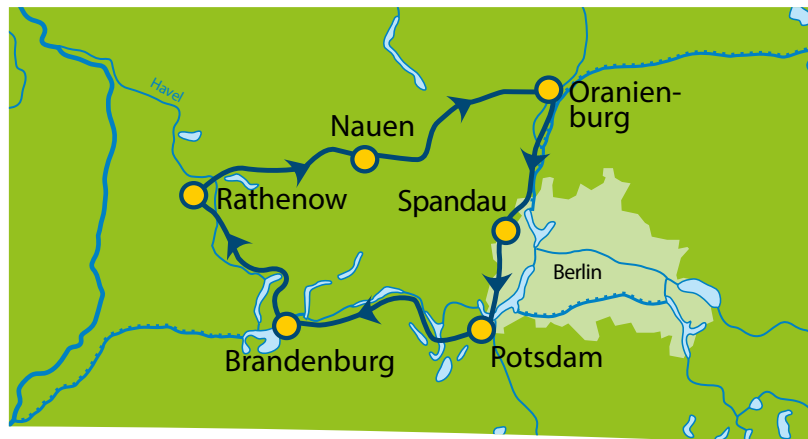 Havel
Oranien-
burg
Nauen
Rathenow
Spandau
Berlin
Brandenburg
Potsdam